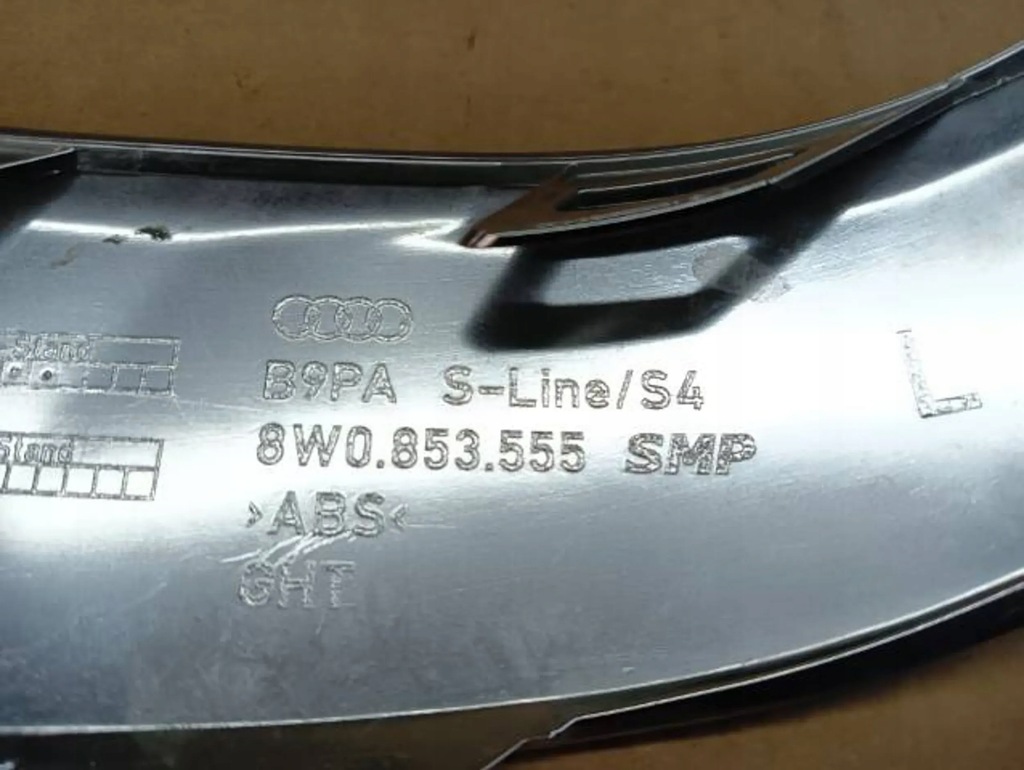 Stand
B9PA S-Line/S4
8W0.853.555 SMP
L
Stand
>ABS<
GHT